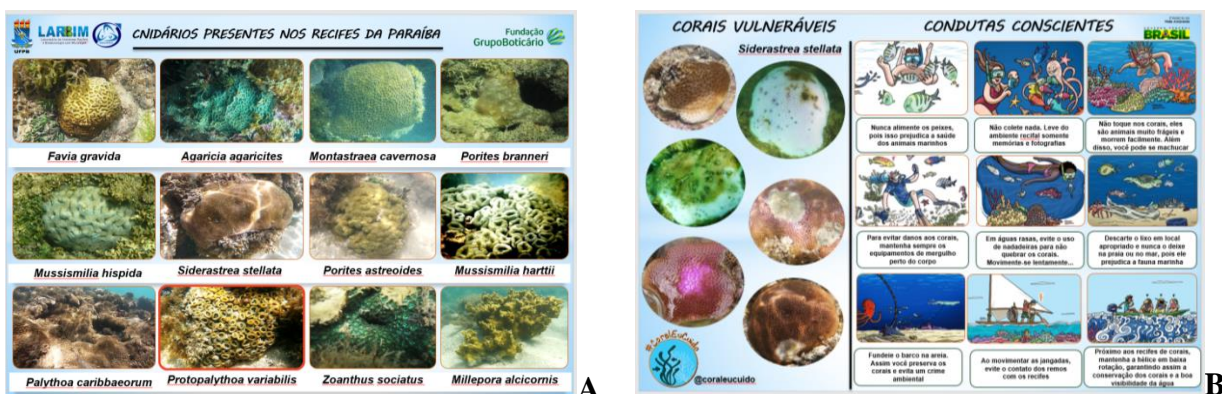 UFPB
LARBIM
CNIDÁRIOS PRESENTES NOS RECIFES DA PARAÍBA
Fundação
GrupoBoticário
Favia gravida
Agaricia agaricites
Montastraea cavernosa
Porites branneri
Mussismilia hispida
Siderastrea stellata
Porites astreoides
Mussismilia harttii
Palythoa caribbaeorum
Protopalythoa variabilis
Zoanthus sociatus
Millepora alcicornis
A
CORAIS VULNERÁVEIS
Siderastrea stellata
#CoralEuCuido
@coraleucuido
CONDUTAS CONSCIENTES
BRASIL
Nunca alimente os peixes,
pois isso prejudica a saúde
dos animais marinhos
Não colete nada. Leve do
ambiente recifal somente
memórias e fotografias
Não toque nos corais, eles
são animais muito frágeis e
morrem facilmente. Além
disso, você pode se machucar
Para evitar danos aos corais,
mantenha sempre os
equipamentos de mergulho
perto do corpo
Em águas rasas, evite o uso
de nadadeiras para não
quebrar os corais.
Movimente-se lentamente...
Descarte o lixo em local
apropriado e nunca o deixe
na praia ou no mar, pois ele
prejudica a fauna marinha
Fundeie o barco na areia.
Assim você preserva os
corais e evita um crime
ambiental
Ao movimentar as jangadas,
evite o contato dos remos
com os recifes
Próximo aos recifes de corais,
mantenha a hélice em baixa
rotação, garantindo assim a
conservação dos corais e a boa
visibilidade da água
B